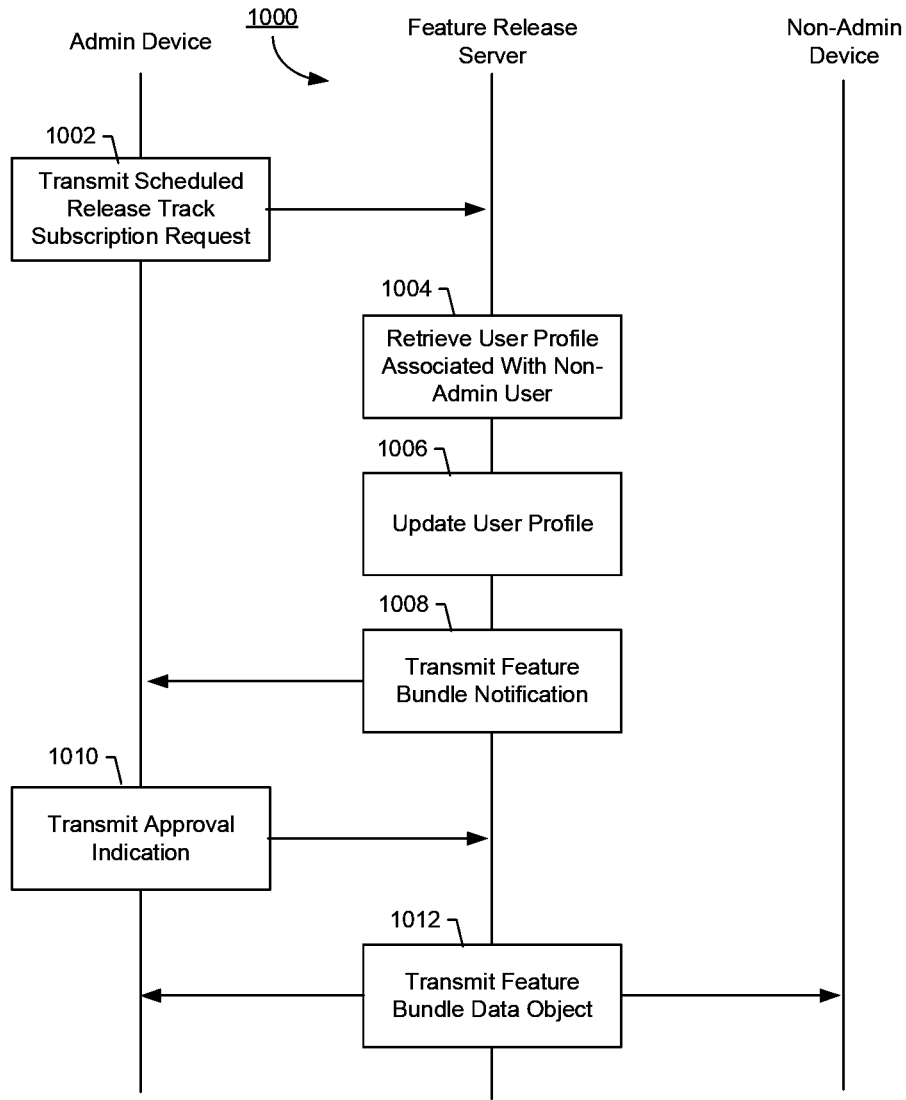 Admin Device
1000
Feature Release
Server
Non-Admin
Device
1002
Transmit Scheduled
Release Track
Subscription Request
1004
Retrieve User Profile
Associated With Non-
Admin User
1006
Update User Profile
1008
Transmit Feature
Bundle Notification
1010
Transmit Approval
Indication
1012
Transmit Feature
Bundle Data Object